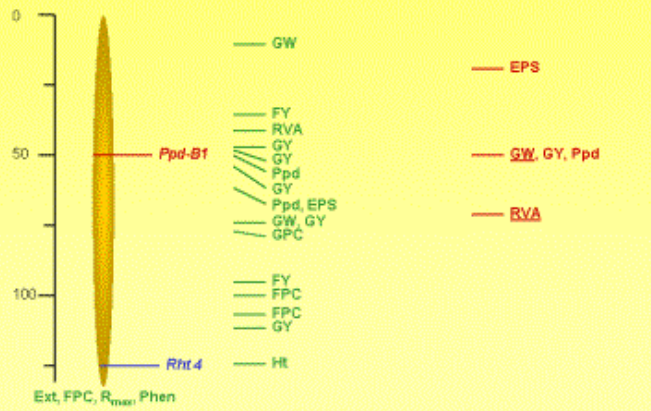 0
GW
EPS
FY
RVA
GY
50
Ppd-B1
GY
GW, GY, Ppd
Ppd
GY
Ppd, EPS
GW, GY
RVA
GPC
FY
100
FPC
FPC
GY
Rht 4
Ht
Ext, FPC, Rmax, Phen